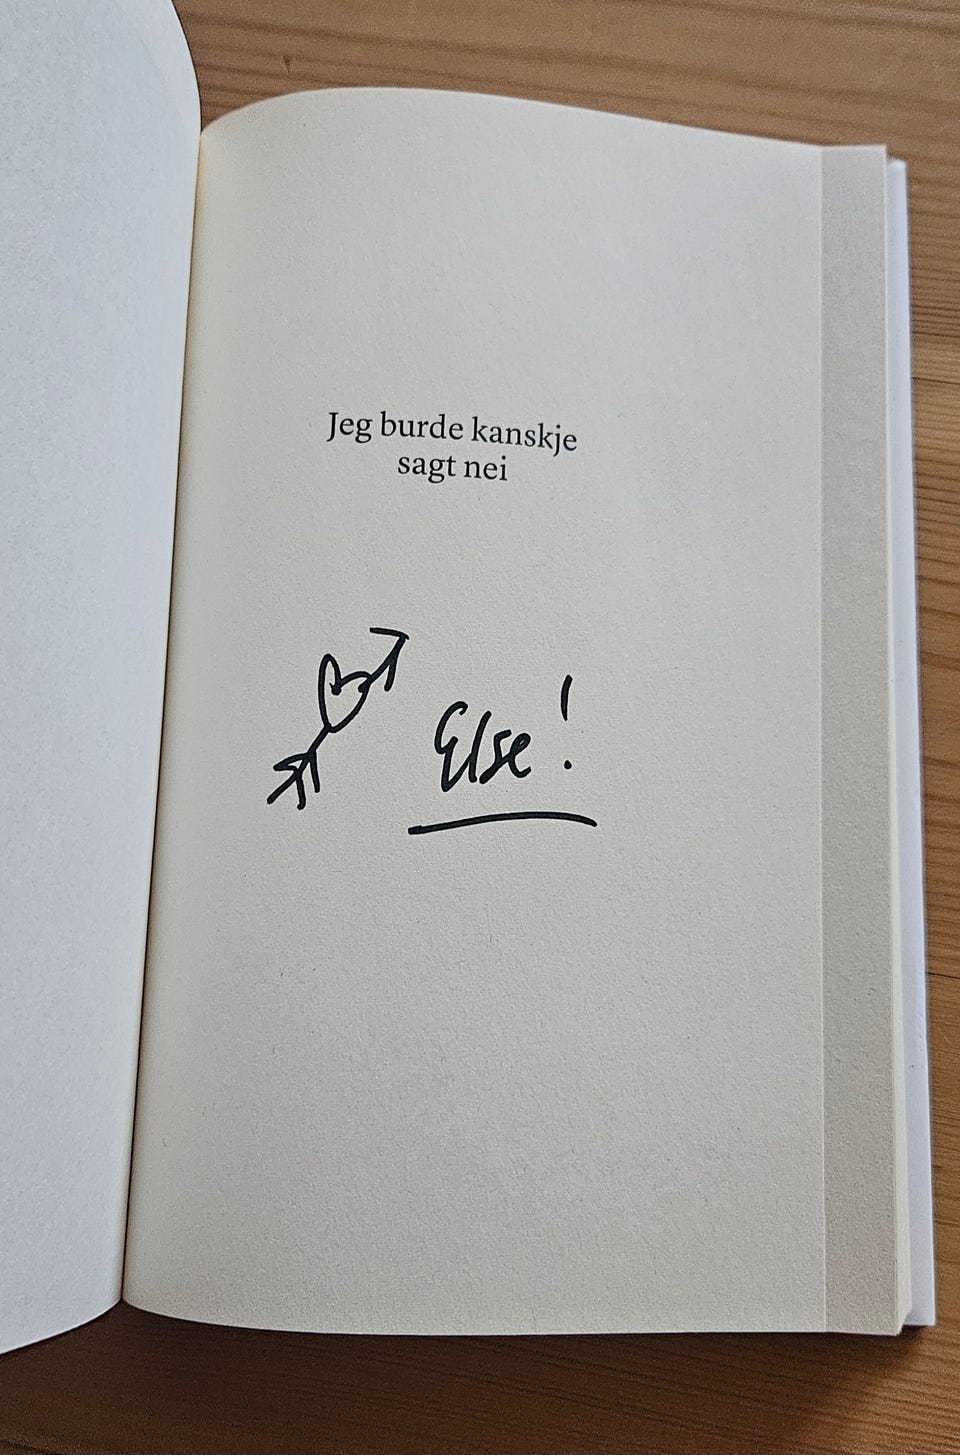 Jeg burde kanskje
sagt nei
Else!